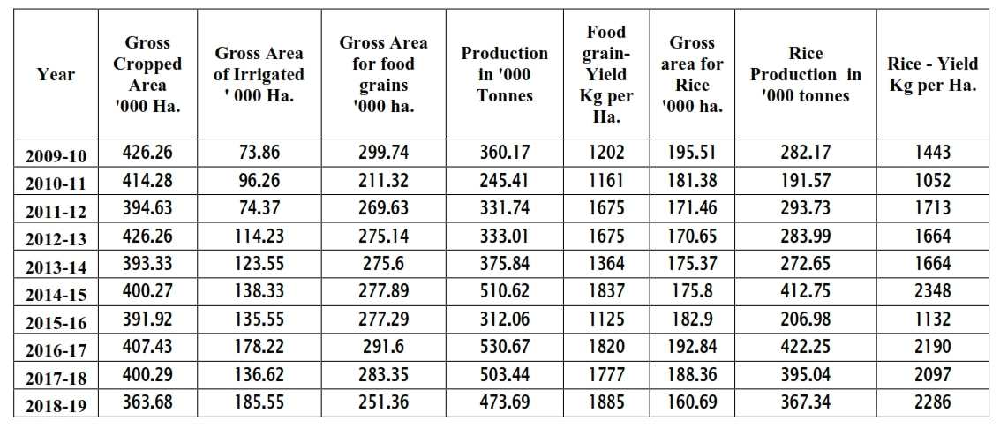 Year | Gross Cropped Area '000 Ha. | Gross Area of Irrigated ' 000 Ha. | Gross Area for food grains '000 ha. | Production in '000 Tonnes | Food grain- Yield Kg per Ha. | Gross area for Rice '000 ha. | Rice Production in '000 tonnes | Rice - Yield Kg per Ha.
2009-10 | 426.26 | 73.86 | 299.74 | 360.17 | 1202 | 195.51 | 282.17 | 1443
2010-11 | 414.28 | 96.26 | 211.32 | 245.41 | 1161 | 181.38 | 191.57 | 1052
2011-12 | 394.63 | 74.37 | 269.63 | 331.74 | 1675 | 171.46 | 293.73 | 1713
2012-13 | 426.26 | 114.23 | 275.14 | 333.01 | 1675 | 170.65 | 283.99 | 1664
2013-14 | 393.33 | 123.55 | 275.6 | 375.84 | 1364 | 175.37 | 272.65 | 1664
2014-15 | 400.27 | 138.33 | 277.89 | 510.62 | 1837 | 175.8 | 412.75 | 2348
2015-16 | 391.92 | 135.55 | 277.29 | 312.06 | 1125 | 182.9 | 206.98 | 1132
2016-17 | 407.43 | 178.22 | 291.6 | 530.67 | 1820 | 192.84 | 422.25 | 2190
2017-18 | 400.29 | 136.62 | 283.35 | 503.44 | 1777 | 188.36 | 395.04 | 2097
2018-19 | 363.68 | 185.55 | 251.36 | 473.69 | 1885 | 160.69 | 367.34 | 2286